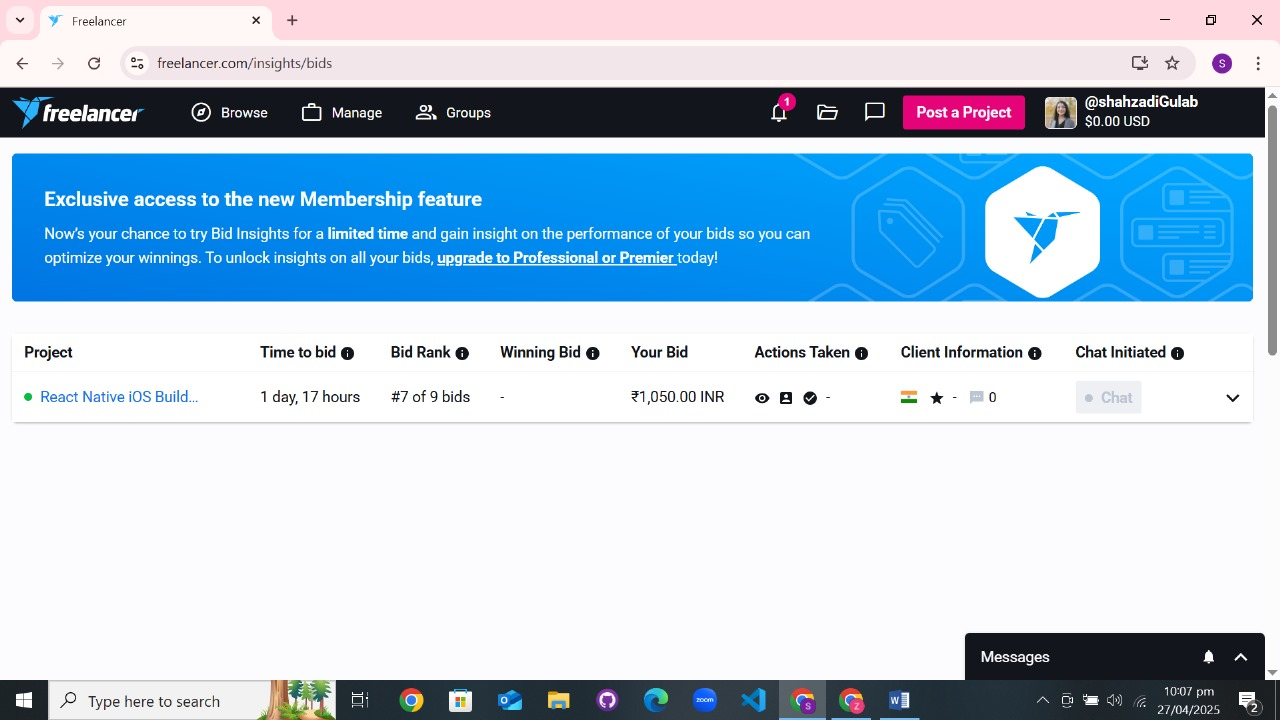 Freelancer
freelancer.com/insights/bids
S
freelancer
Browse
Manage
Groups
1
Post a Project
@shahzadiGulab
$0.00 USD
Exclusive access to the new Membership feature
Now's your chance to try Bid Insights for a limited time and gain insight on the performance of your bids so you can
optimize your winnings. To unlock insights on all your bids, upgrade to Professional or Premier today!
Project Time to bid Bid Rank Winning Bid Your Bid Actions Taken Client Information Chat Initiated
React Native iOS Build... 1 day, 17 hours #7 of 9 bids - ₹1,050.00 INR - - 0 Chat
Messages
Type here to search
zoom
S
Z
10:07 pm
27/04/2025
2